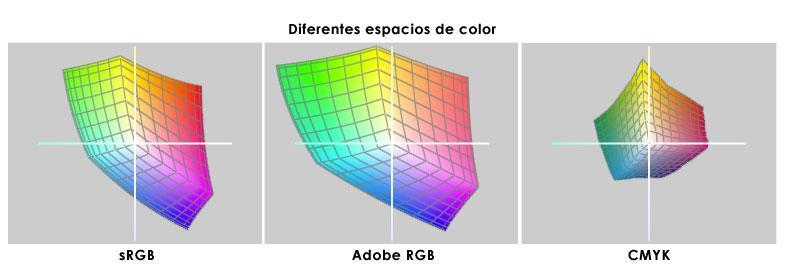 Diferentes espacios de color
sRGB
Adobe RGB
CMYK